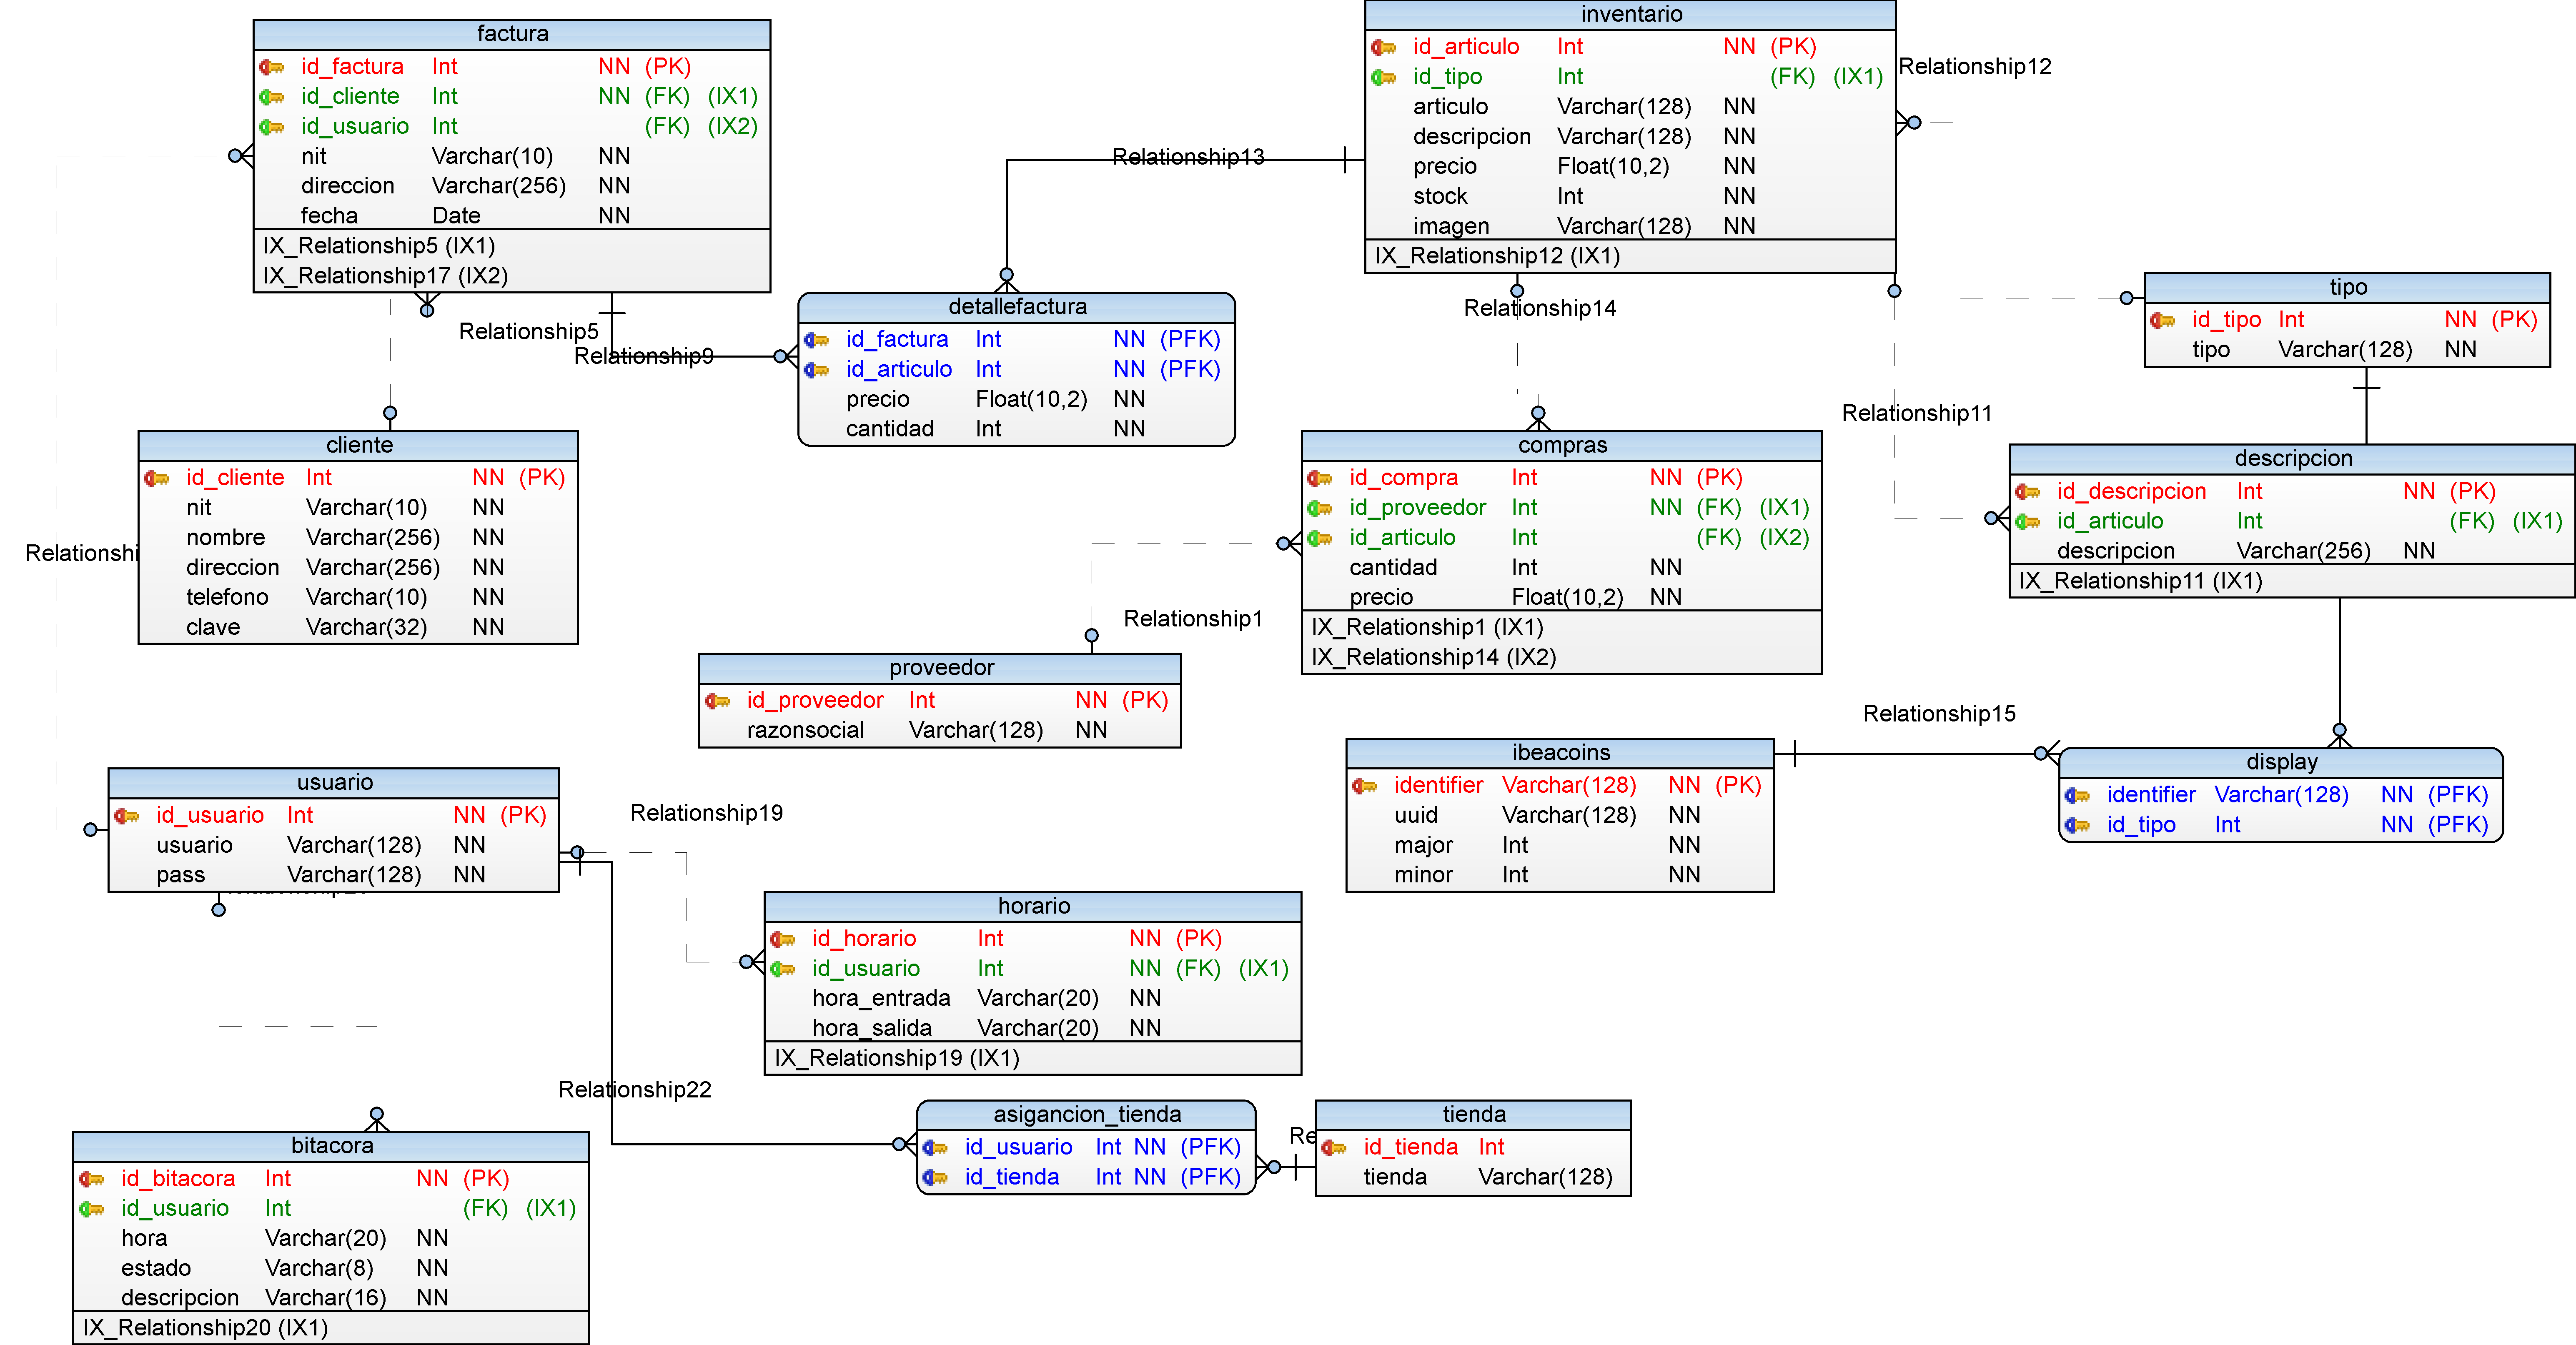 factura
id_factura Int NN (PK)
id_cliente Int NN (FK) (IX1)
id_usuario Int (FK) (IX2)
nit Varchar(10) NN
direccion Varchar(256) NN
fecha Date NN
IX_Relationship5 (IX1)
IX_Relationship17 (IX2)
inventario
id_articulo Int NN (PK)
id_tipo Int (FK) (IX1)
articulo Varchar(128) NN
descripcion Varchar(128) NN
precio Float(10,2) NN
stock Int NN
imagen Varchar(128) NN
IX_Relationship12 (IX1)
Relationship12
Relationship13
Relationship14
Relationship5
Relationship9
detallefactura
id_factura Int NN (PFK)
id_articulo Int NN (PFK)
precio Float(10,2) NN
cantidad Int NN
tipo
id_tipo Int NN (PK)
tipo Varchar(128) NN
Relationship11
cliente
id_cliente Int NN (PK)
nit Varchar(10) NN
nombre Varchar(256) NN
direccion Varchar(256) NN
telefono Varchar(10) NN
clave Varchar(32) NN
Relationshi
compras
id_compra Int NN (PK)
id_proveedor Int NN (FK) (IX1)
id_articulo Int (FK) (IX2)
cantidad Int NN
precio Float(10,2) NN
IX_Relationship1 (IX1)
IX_Relationship14 (IX2)
descripcion
id_descripcion Int NN (PK)
id_articulo Int (FK) (IX1)
descripcion Varchar(256) NN
IX_Relationship11 (IX1)
Relationship1
proveedor
id_proveedor Int NN (PK)
razonsocial Varchar(128) NN
Relationship15
ibeacoins
identifier Varchar(128) NN (PK)
uuid Varchar(128) NN
major Int NN
minor Int NN
display
identifier Varchar(128) NN (PFK)
id_tipo Int NN (PFK)
usuario
id_usuario Int NN (PK)
usuario Varchar(128) NN
pass Varchar(128) NN
Relationship19
horario
id_horario Int NN (PK)
id_usuario Int NN (FK) (IX1)
hora_entrada Varchar(20) NN
hora_salida Varchar(20) NN
IX_Relationship19 (IX1)
Relationship22
asigancion_tienda
id_usuario Int NN (PFK)
id_tienda Int NN (PFK)
Re
tienda
id_tienda Int
tienda Varchar(128)
bitacora
id_bitacora Int NN (PK)
id_usuario Int (FK) (IX1)
hora Varchar(20) NN
estado Varchar(8) NN
descripcion Varchar(16) NN
IX_Relationship20 (IX1)